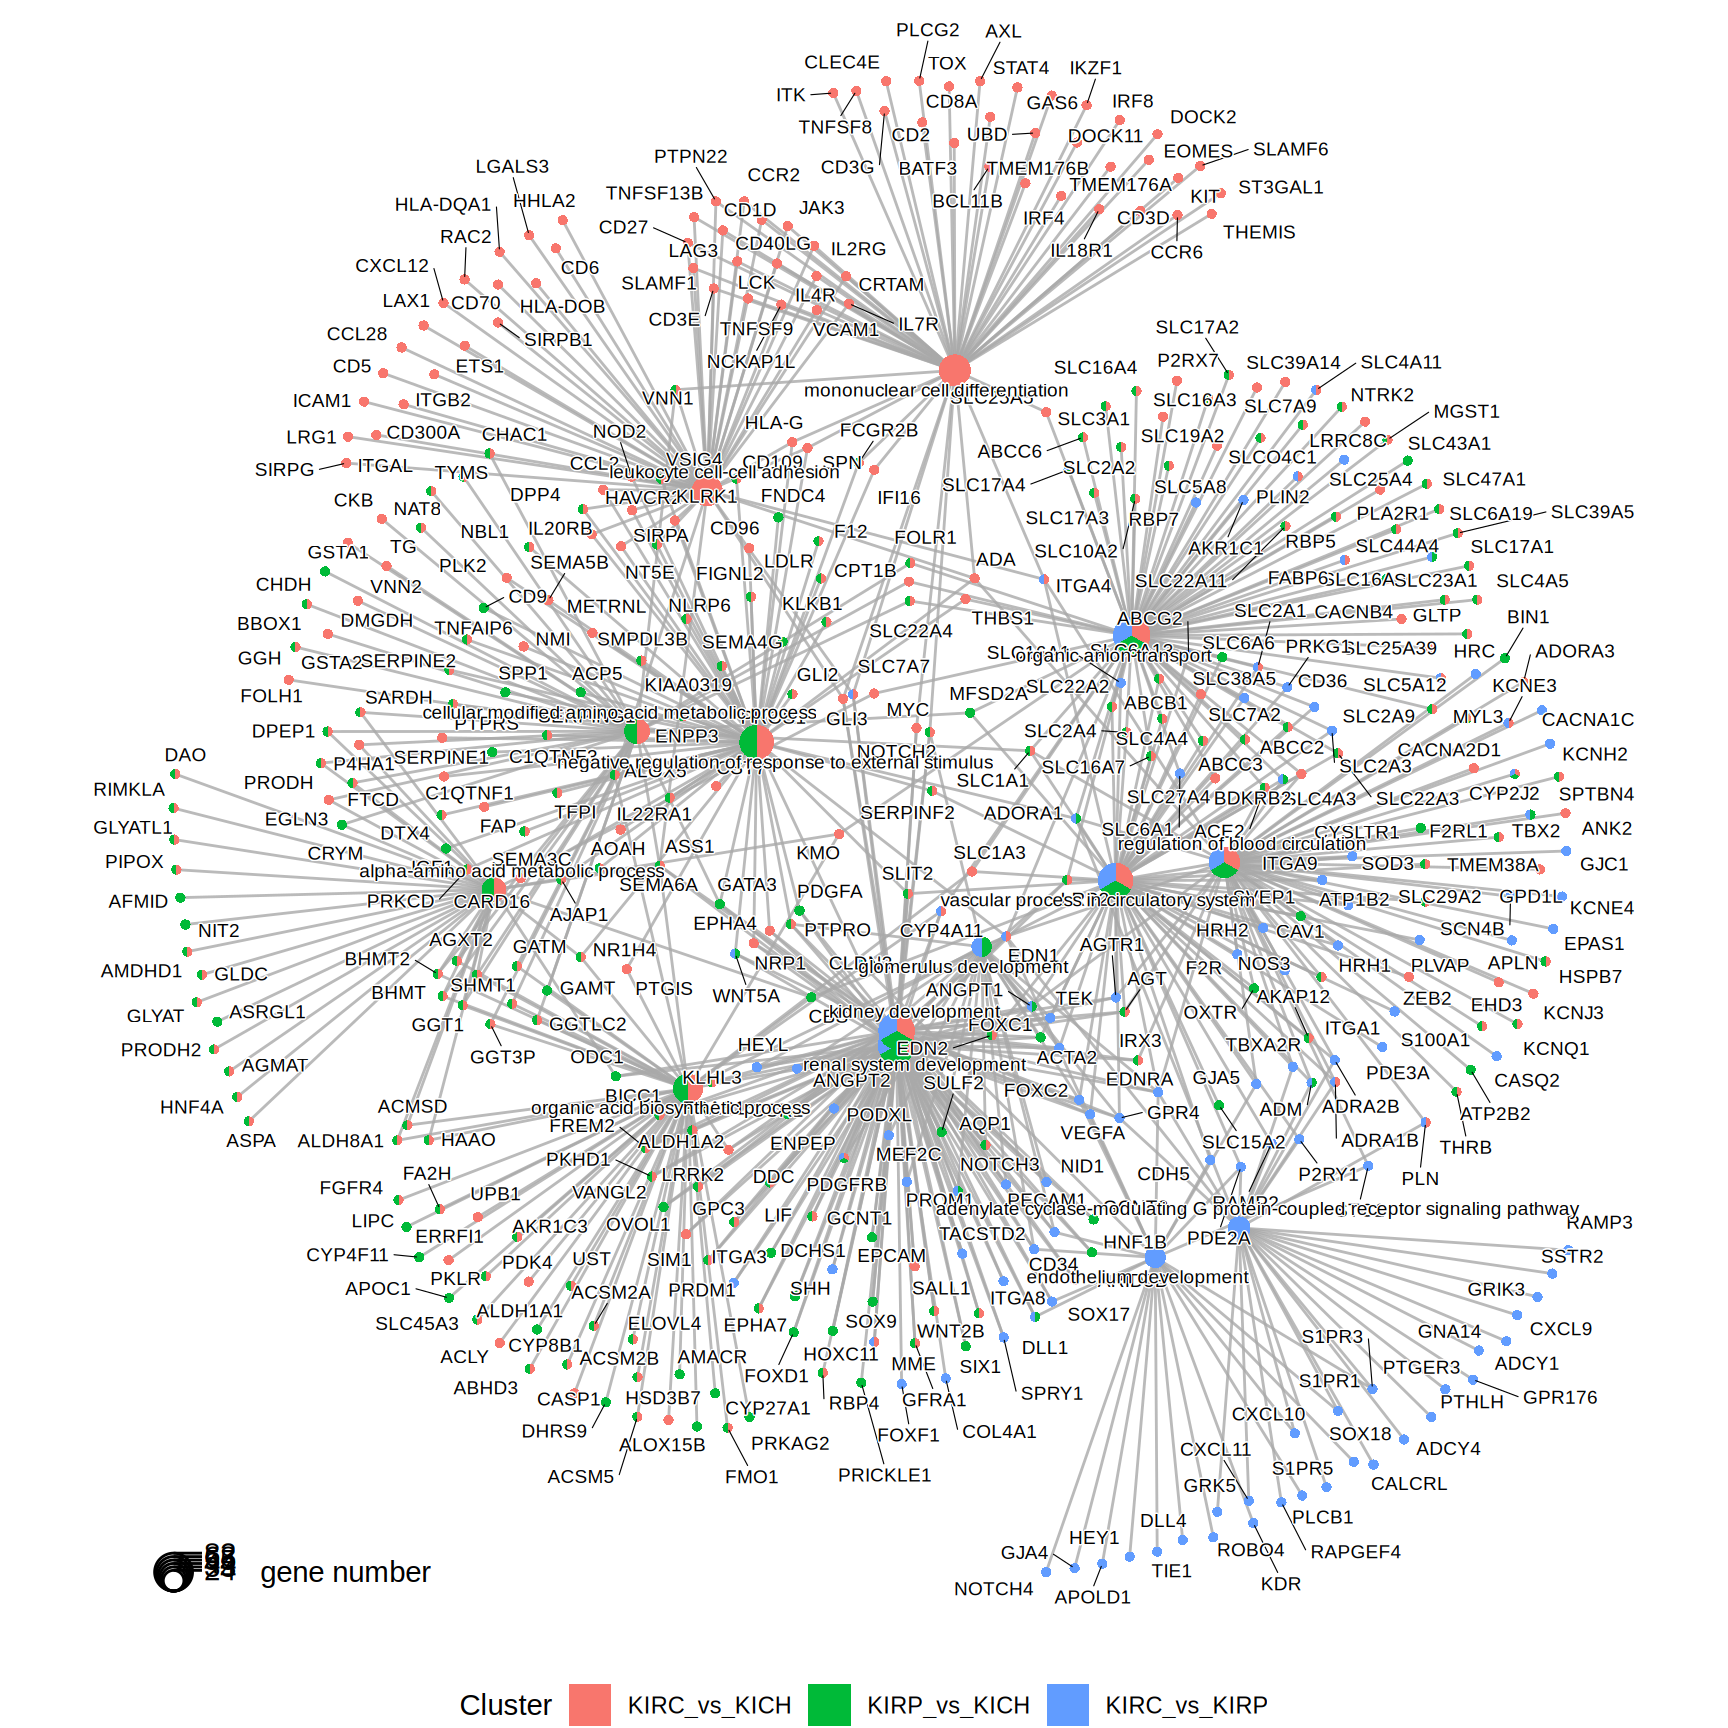 PLCG2
AXL
CLEC4E
TOX
STAT4
IKZF1
ITK
CD8A
GAS6
IRF8
DOCK2
TNFSF8
CD2
UBD
DOCK11
PTPN22
LGALS3
CD3G
BATF3
TMEM176B
EOMES
SLAMF6
CCR2
TNFSF13B
TMEM176A
KIT
ST3GAL1
HLA-DQA1
HHLA2
CD1D
JAK3
BCL11B
IRF4
CD3D
CD27
RAC2
LAG3
CD40LG
IL2RG
IL18R1
CCR6
THEMIS
CXCL12
CD6
SLAMF1
LCK
IL4R
CRTAM
LAX1
CD70
HLA-DOB
CD3E
TNFSF9
VCAM1
IL7R
CCL28
SIRPB1
NCKAP1L
SLC17A2
CD5
ETS1
SLC16A4
P2RX7
SLC39A14
SLC4A11
mononuclear cell differentiation
ICAM1
ITGB2
VNN1
SLC16A3
SLC7A9
NTRK2
MGST1
LRG1
CD300A
CHAC1
NOD2
HLA-G
FCGR2B
SLC3A1
SLC19A2
LRRC8C
SLC43A1
ABCC6
SIRPG
ITGAL
TYMS
VSIG4
CD109
SPN
SLC2A2
SLCO4C1
leukocyte cell-cell adhesion
SLC17A4
SLC5A8
PLIN2
SLC25A4
SLC47A1
CKB
NAT8
DPP4
HAVCR2
KLRK1
FNDC4
IFI16
SLC17A3
RBP7
PLA2R1
SLC6A19
SLC39A5
NBL1
IL20RB
SIRPA
CD96
F12
FOLR1
GSTA1
TG
SLC10A2
AKR1C1
RBP5
SLC44A4
SLC17A1
PLK2
SEMA5B
NT5E
FIGNL2
LDLR
CPT1B
ADA
ITGA4
SLC22A11
FABP6
SLC23A1
SLC4A5
CHDH
VNN2
CD9
METRNL
NLRP6
KLKB1
THBS1
ABCG2
SLC2A1
CACNB4
GLTP
BIN1
BBOX1
DMGDH
TNFAIP6
NMI
SMPDL3B
SEMA4G
SLC22A4
SLC6A6
PRKG1
SLC25A39
HRC
ADORA3
organic anion transport
GGH
GSTA2
SERPINE2
SPP1
ACP5
KIAA0319
GLI2
SLC7A7
SLC22A2
SLC38A5
CD36
SLC5A12
KCNE3
FOLH1
SARDH
MFSD2A
ABCB1
SLC7A2
SLC2A9
MYL3
CACNA1C
cellular modified amino acid metabolic process
DPEP1
PTPRS
ENPP3
GLI3
MYC
SLC2A4
SLC4A4
ABCC2
CACNA2D1
KCNH2
DAO
P4HA1
SERPINE1
C1QTNF3
NOTCH2
negative regulation of response to external stimulus
SLC1A1
SLC16A7
ABCC3
SLC2A3
RIMKLA
PRODH
FTCD
C1QTNF1
ALOX5
SLC27A4
BDKRB2
SLC4A3
SLC22A3
CYP2J2
SPTBN4
GLYATL1
EGLN3
DTX4
FAP
TFPI
IL22RA1
SERPINF2
ADORA1
SLC6A1
ACE2
CYSLTR1
F2RL1
TBX2
ANK2
regulation of blood circulation
PIPOX
CRYM
SEMA3C
AOAH
ASS1
KMO
SLC1A3
ITGA9
SOD3
TMEM38A
GJC1
alpha-amino acid metabolic process
AFMID
PRKCD
CARD16
SEMA6A
GATA3
PDGFA
SLIT2
vascular process in circulatory system
SVEP1
ATP1B2
SLC29A2
GPD1L
KCNE4
NIT2
AJAP1
EPHA4
PTPRO
CYP4A11
HRH2
CAV1
SCN4B
EPAS1
AGXT2
GATM
NR1H4
AMDHD1
GLDC
BHMT2
NRP1
EDN1
AGTR1
F2R
NOS3
HRH1
PLVAP
APLN
HSPB7
glomerulus development
BHMT
SHMT1
GAMT
PTGIS
WNT5A
ANGPT1
TEK
AGT
AKAP12
ZEB2
EHD3
KCNJ3
GLYAT
ASRGL1
GGT1
GGTLC2
kidney development
FOXC1
OXTR
ITGA1
PRODH2
GGT3P
ODC1
HEYL
EDN2
ACTA2
IRX3
TBXA2R
S100A1
KCNQ1
AGMAT
KLHL3
renal system development
HNF4A
ANGPT2
SULF2
FOXC2
EDNRA
GJA5
PDE3A
CASQ2
ACMSD
BICC1
organic acid biosynthetic process
PODXL
GPR4
ADM
ADRA2B
ATP2B2
ASPA
ALDH8A1
HAAO
FREM2
ALDH1A2
ENPEP
MEF2C
AQP1
VEGFA
SLC15A2
ADRA1B
THRB
FA2H
PKHD1
LRRK2
DDC
PDGFRB
NOTCH3
NID1
CDH5
P2RY1
PLN
FGFR4
UPB1
VANGL2
GPC3
PROM1
PECAM1
RAMP2
LIPC
ERRFI1
AKR1C3
OVOL1
LIF
GCNT1
adenylate cyclase-modulating G protein-coupled receptor signaling pathway
RAMP3
CYP4F11
PDK4
UST
SIM1
ITGA3
DCHS1
EPCAM
TACSTD2
HNF1B
PDE2A
SSTR2
APOC1
PKLR
ACSM2A
PRDM1
SHH
SALL1
CD34
endothelium development
GRIK3
SLC45A3
ALDH1A1
ELOVL4
EPHA7
SOX9
WNT2B
ITGA8
SOX17
S1PR3
GNA14
CXCL9
ACLY
CYP8B1
ACSM2B
AMACR
HOXC11
MME
SIX1
DLL1
PTGER3
ADCY1
ABHD3
CASP1
HSD3B7
FOXD1
RBP4
GFRA1
SPRY1
S1PR1
PTHLH
GPR176
DHRS9
CYP27A1
CXCL10
SOX18
ADCY4
ALOX15B
PRKAG2
FOXF1
COL4A1
CXCL11
S1PR5
CALCRL
ACSM5
FMO1
PRICKLE1
GRK5
PLCB1
DLL4
HEY1
GJA4
ROBO4
RAPGEF4
NOTCH4
APOLD1
TIE1
KDR
gene number
Cluster
KIRC_vs_KICH
KIRP_vs_KICH
KIRC_vs_KIRP